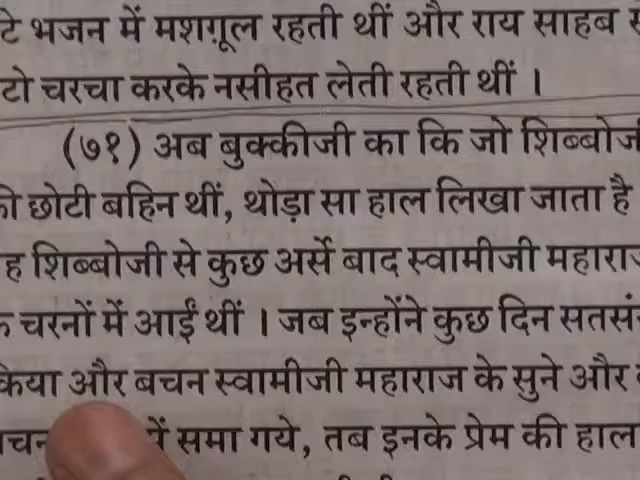 टे भजन में मशग़ूल रहती थीं और राय साहब
टो चरचा करके नसीहत लेती रहती थीं ।
(७१) अब बुक्कीजी का कि जो शिब्बोजी
की छोटी बहिन थीं, थोड़ा सा हाल लिखा जाता है
ह शिब्बोजी से कुछ अर्से बाद स्वामीजी महाराज
के चरनों में आईं थीं । जब इन्होंने कुछ दिन सतसं
किया और बचन स्वामीजी महाराज के सुने और
चन में समा गये, तब इनके प्रेम की हाल